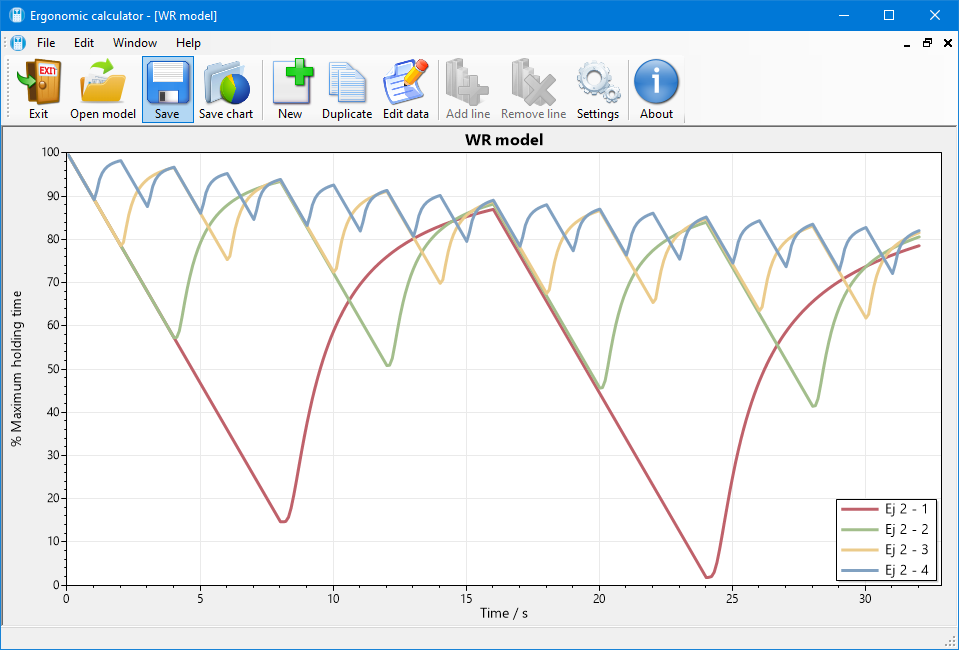 Ergonomic calculator - [WR model]
File Edit Window Help
EXIT
Exit Open model Save Save chart New Duplicate Edit data Add line Remove line Settings About
WR model
100
90
80
70
60
50
40
30
20
10
0
% Maximum holding time
0 5 10 15 20 25 30
Time / s
Ej 2 - 1
Ej 2 - 2
Ej 2 - 3
Ej 2 - 4